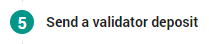 5 Send a validator deposit